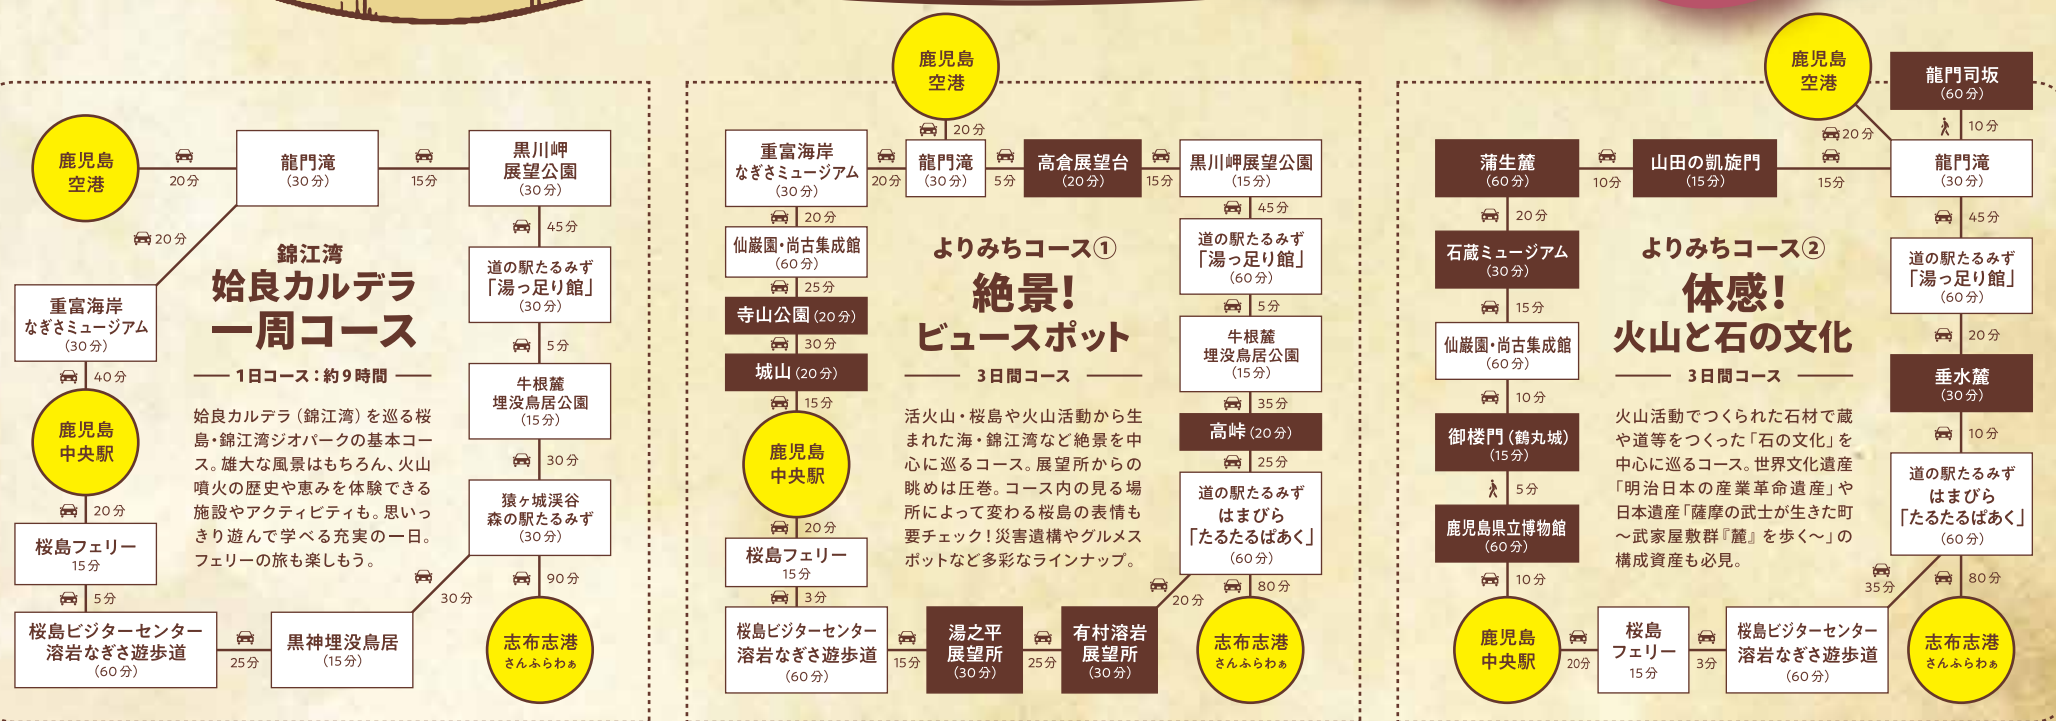 鹿児島
空港
20分
龍門滝
(30分)
15分
黒川岬
展望公園
(30分)
45分
道の駅たるみず
「湯っ足り館」
(30分)
5分
牛根麓
埋没鳥居公園
(15分)
30分
猿ヶ城渓谷
森の駅たるみず
(30分)
90分
志布志港
さんふらわぁ
30分
黒神埋没鳥居
(15分)
25分
桜島ビジターセンター
溶岩なぎさ遊歩道
(60分)
5分
桜島フェリー
15分
20分
鹿児島
中央駅
40分
重富海岸
なぎさミュージアム
(30分)
20分
錦江湾
姶良カルデラ
一周コース
1日コース：約9時間
姶良カルデラ（錦江湾）を巡る桜
島・錦江湾ジオパークの基本コー
ス。雄大な風景はもちろん、火山
噴火の歴史や恵みを体験できる
施設やアクティビティも。思いっ
きり遊んで学べる充実の一日。
フェリーの旅も楽しもう。
鹿児島
空港
20分
重富海岸
なぎさミュージアム
(30分)
20分
龍門滝
(30分)
5分
高倉展望台
(20分)
15分
黒川岬展望公園
(15分)
45分
道の駅たるみず
「湯っ足り館」
(60分)
5分
牛根麓
埋没鳥居公園
(15分)
35分
高峠(20分)
25分
道の駅たるみず
はまびら
「たるたるぱあく」
(60分)
80分
志布志港
さんふらわぁ
20分
有村溶岩
展望所
(30分)
25分
湯之平
展望所
(30分)
15分
桜島ビジターセンター
溶岩なぎさ遊歩道
(60分)
3分
桜島フェリー
15分
20分
鹿児島
中央駅
15分
城山(20分)
30分
寺山公園(20分)
25分
仙巌園・尚古集成館
(60分)
20分
よりみちコース①
絶景！
ビュースポット
3日間コース
活火山・桜島や火山活動から生
まれた海・錦江湾など絶景を中
心に巡るコース。展望所からの
眺めは圧巻。コース内の見る場
所によって変わる桜島の表情も
要チェック！災害遺構やグルメス
ポットなど多彩なラインナップ。
鹿児島
空港
20分
龍門司坂
(60分)
10分
龍門滝
(30分)
15分
山田の凱旋門
(15分)
10分
蒲生麓
(60分)
20分
石蔵ミュージアム
(30分)
15分
仙巌園・尚古集成館
(60分)
10分
御楼門(鶴丸城)
(15分)
5分
鹿児島県立博物館
(60分)
10分
鹿児島
中央駅
20分
桜島
フェリー
15分
3分
桜島ビジターセンター
溶岩なぎさ遊歩道
(60分)
35分
45分
道の駅たるみず
「湯っ足り館」
(60分)
20分
垂水麓
(30分)
10分
道の駅たるみず
はまびら
「たるたるぱあく」
(60分)
80分
志布志港
さんふらわぁ
よりみちコース②
体感！
火山と石の文化
3日間コース
火山活動でつくられた石材で蔵
や道等をつくった「石の文化」を
中心に巡るコース。世界文化遺産
「明治日本の産業革命遺産」や
日本遺産「薩摩の武士が生きた町
～武家屋敷群『麓』を歩く～」の
構成資産も必見。